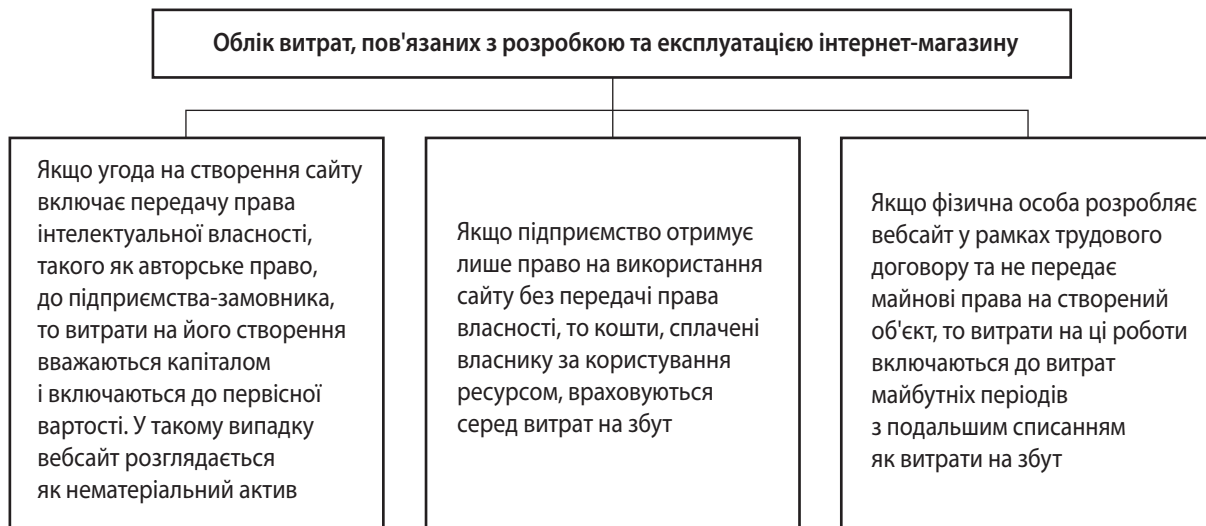 Облік витрат, пов'язаних з розробкою та експлуатацією інтернет-магазину
Якщо угода на створення сайту
включає передачу права
інтелектуальної власності,
такого як авторське право,
до підприємства-замовника,
то витрати на його створення
вважаються капіталом
і включаються до первісної
вартості. У такому випадку
вебсайт розглядається
як нематеріальний актив
Якщо підприємство отримує
лише право на використання
сайту без передачі права
власності, то кошти, сплачені
власнику за користування
ресурсом, враховуються
серед витрат на збут
Якщо фізична особа розробляє
вебсайт у рамках трудового
договору та не передає
майнові права на створений
об'єкт, то витрати на ці роботи
включаються до витрат
майбутніх періодів
з подальшим списанням
як витрати на збут